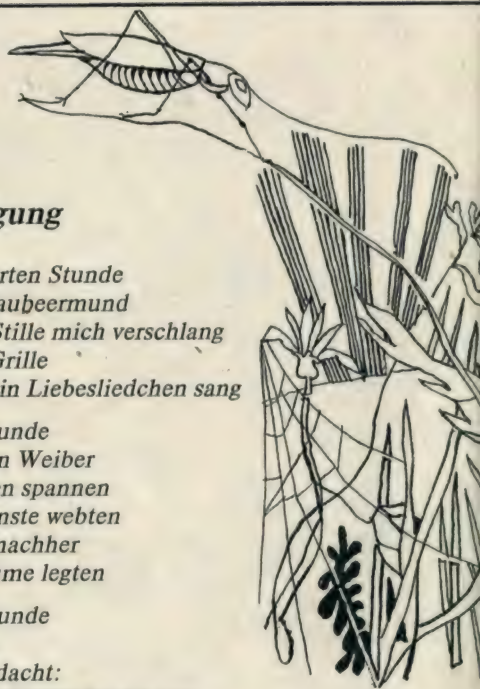 gung
rten Stunde
aubeermund
Stille mich verschlang
Grille
in Liebesliedchen sang
unde
n Weiber
en spannen
nste webten
nachher
ume legten
unde
dacht: